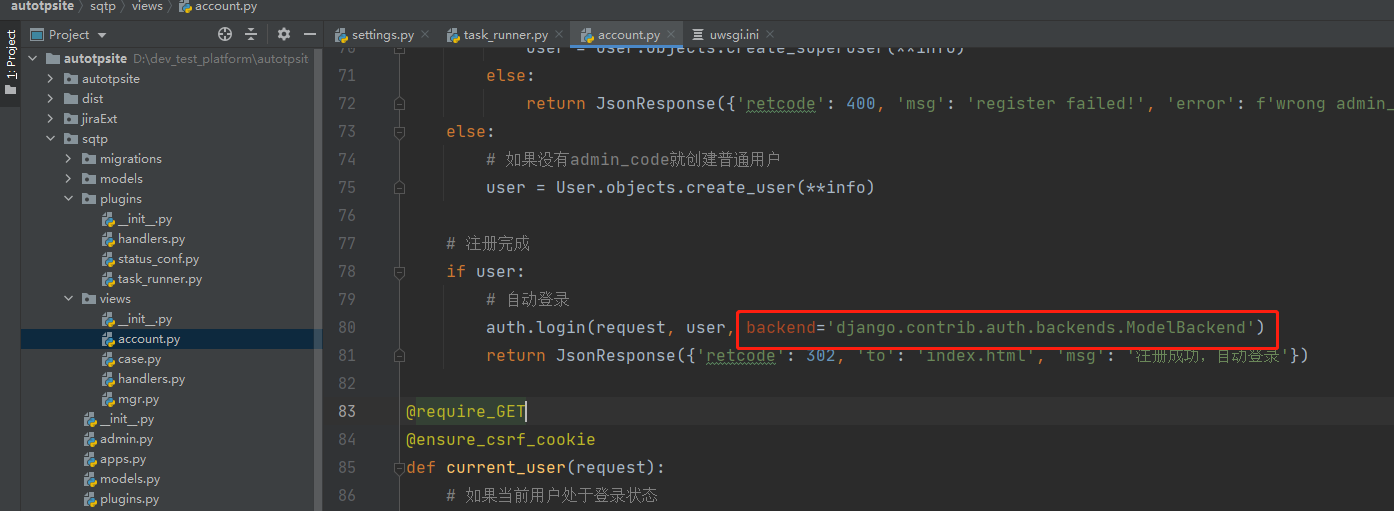 autotpsite sqtp views account.py
1: Project
Project
autotpsite D:\dev_test_platform\autotpsit
autotpsite
dist
jiraExt
sqtp
migrations
models
plugins
__init__.py
handlers.py
status_conf.py
task_runner.py
views
__init__.py
account.py
case.py
handlers.py
mgr.py
__init__.py
admin.py
apps.py
models.py
plugins.py
settings.py task_runner.py account.py uwsgi.ini
70 user = User.objects.create_superuser(**info)
71 else:
72 return JsonResponse({'retcode': 400, 'msg': 'register failed!', 'error': f'wrong admin_
73 else:
74 # 如果没有admin_code就创建普通用户
75 user = User.objects.create_user(**info)
76
77 # 注册完成
78 if user:
79 # 自动登录
80 auth.login(request, user, backend='django.contrib.auth.backends.ModelBackend')
81 return JsonResponse({'retcode': 302, 'to': 'index.html', 'msg': '注册成功，自动登录'})
82
83 @require_GET
84 @ensure_csrf_cookie
85 def current_user(request):
86 # 如果当前用户处于登录状态